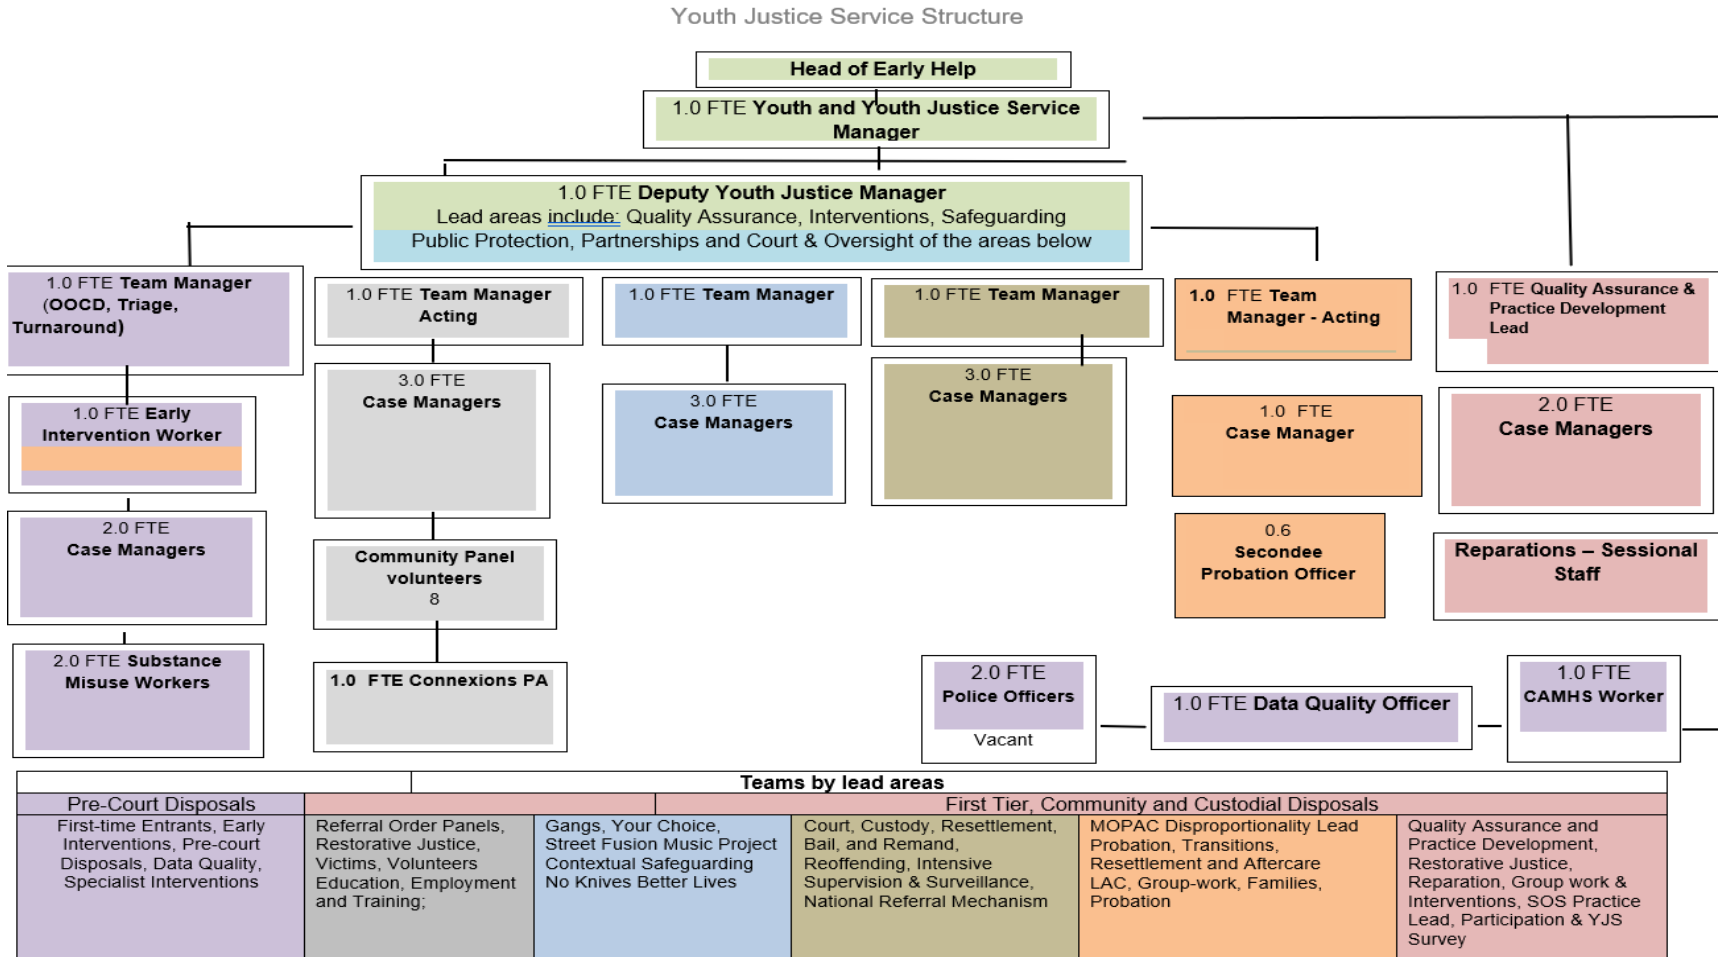 Youth Justice Service Structure
Head of Early Help
1.0 FTE Youth and Youth Justice Service
Manager
1.0 FTE Deputy Youth Justice Manager
Lead areas include: Quality Assurance, Interventions, Safeguarding
Public Protection, Partnerships and Court & Oversight of the areas below
1.0 FTE Team Manager
(OOCD, Triage,
Turnaround)
1.0 FTE Team Manager
Acting
1.0 FTE Team Manager
1.0 FTE Team Manager
1.0 FTE Team
Manager - Acting
1.0 FTE Quality Assurance &
Practice Development
Lead
1.0 FTE Early
Intervention Worker
3.0 FTE
Case Managers
3.0 FTE
Case Managers
3.0 FTE
Case Managers
1.0 FTE
Case Manager
2.0 FTE
Case Managers
2.0 FTE
Case Managers
Community Panel
volunteers
8
0.6
Secondee
Probation Officer
Reparations – Sessional
Staff
2.0 FTE Substance
Misuse Workers
1.0 FTE Connexions PA
2.0 FTE
Police Officers
Vacant
1.0 FTE Data Quality Officer
1.0 FTE
CAMHS Worker
Teams by lead areas
Pre-Court Disposals
First Tier, Community and Custodial Disposals
First-time Entrants, Early
Interventions, Pre-court
Disposals, Data Quality,
Specialist Interventions
Referral Order Panels,
Restorative Justice,
Victims, Volunteers
Education, Employment
and Training;
Gangs, Your Choice,
Street Fusion Music Project
Contextual Safeguarding
No Knives Better Lives
Court, Custody, Resettlement,
Bail, and Remand,
Reoffending, Intensive
Supervision & Surveillance,
National Referral Mechanism
MOPAC Disproportionality Lead
Probation, Transitions,
Resettlement and Aftercare
LAC, Group-work, Families,
Probation
Quality Assurance and
Practice Development,
Restorative Justice,
Reparation, Group work &
Interventions, SOS Practice
Lead, Participation & YJS
Survey